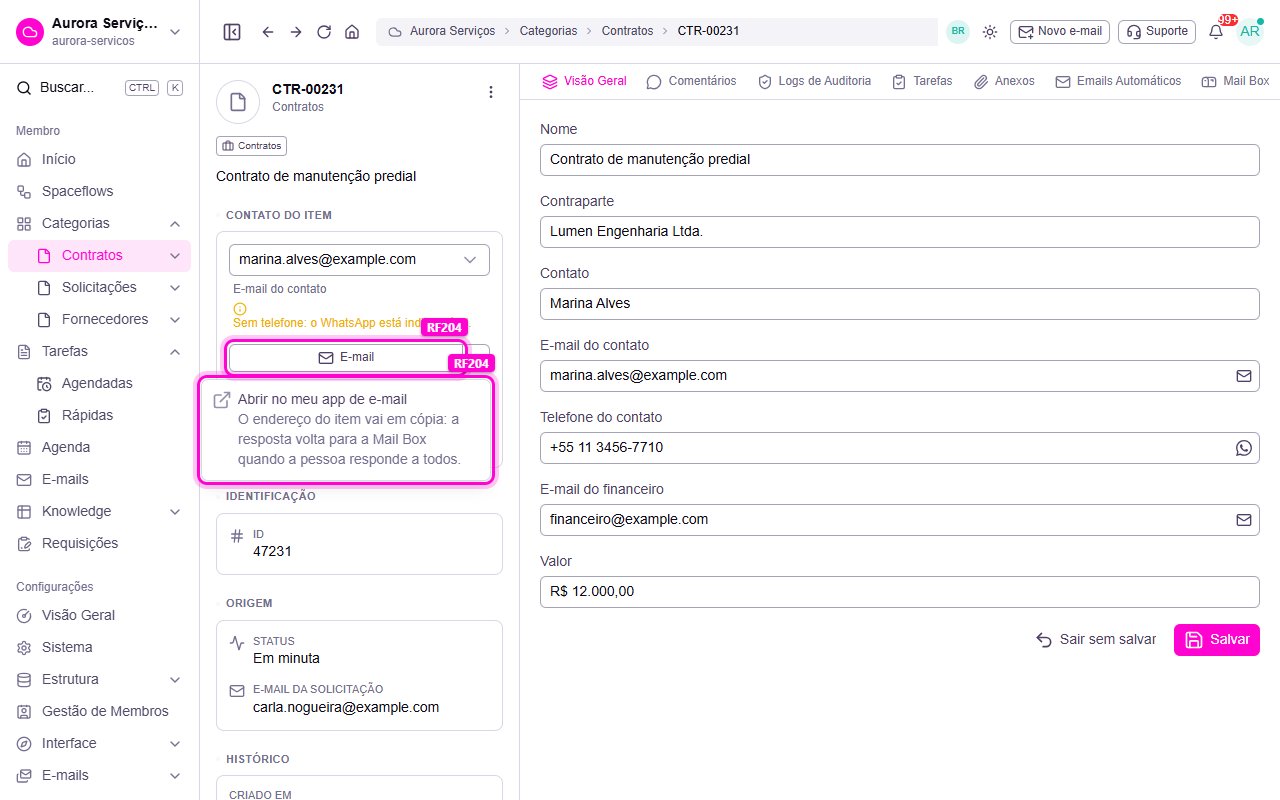 Aurora Serviç...
aurora-servicos
Aurora Serviços
Categorias
Contratos
CTR-00231
BR
Novo e-mail
Suporte
99+
AR
Buscar...
CTRL
K
Membro
Início
Spaceflows
Categorias
Contratos
Solicitações
Fornecedores
Tarefas
Agendadas
Rápidas
Agenda
E-mails
Knowledge
Requisições
Configurações
Visão Geral
Sistema
Estrutura
Gestão de Membros
Interface
E-mails
CTR-00231
Contratos
Contratos
Contrato de manutenção predial
CONTATO DO ITEM
marina.alves@example.com
E-mail do contato
Sem telefone: o WhatsApp está
RF204
E-mail
RF204
Abrir no meu app de e-mail
O endereço do item vai em cópia: a
resposta volta para a Mail Box
quando a pessoa responde a todos.
IDENTIFICAÇÃO
ID
47231
ORIGEM
STATUS
Em minuta
E-MAIL DA SOLICITAÇÃO
carla.nogueira@example.com
HISTÓRICO
CRIADO EM
Visão Geral
Comentários
Logs de Auditoria
Tarefas
Anexos
Emails Automáticos
Mail Box
Nome
Contrato de manutenção predial
Contraparte
Lumen Engenharia Ltda.
Contato
Marina Alves
E-mail do contato
marina.alves@example.com
Telefone do contato
+55 11 3456-7710
E-mail do financeiro
financeiro@example.com
Valor
R$ 12.000,00
Sair sem salvar
Salvar